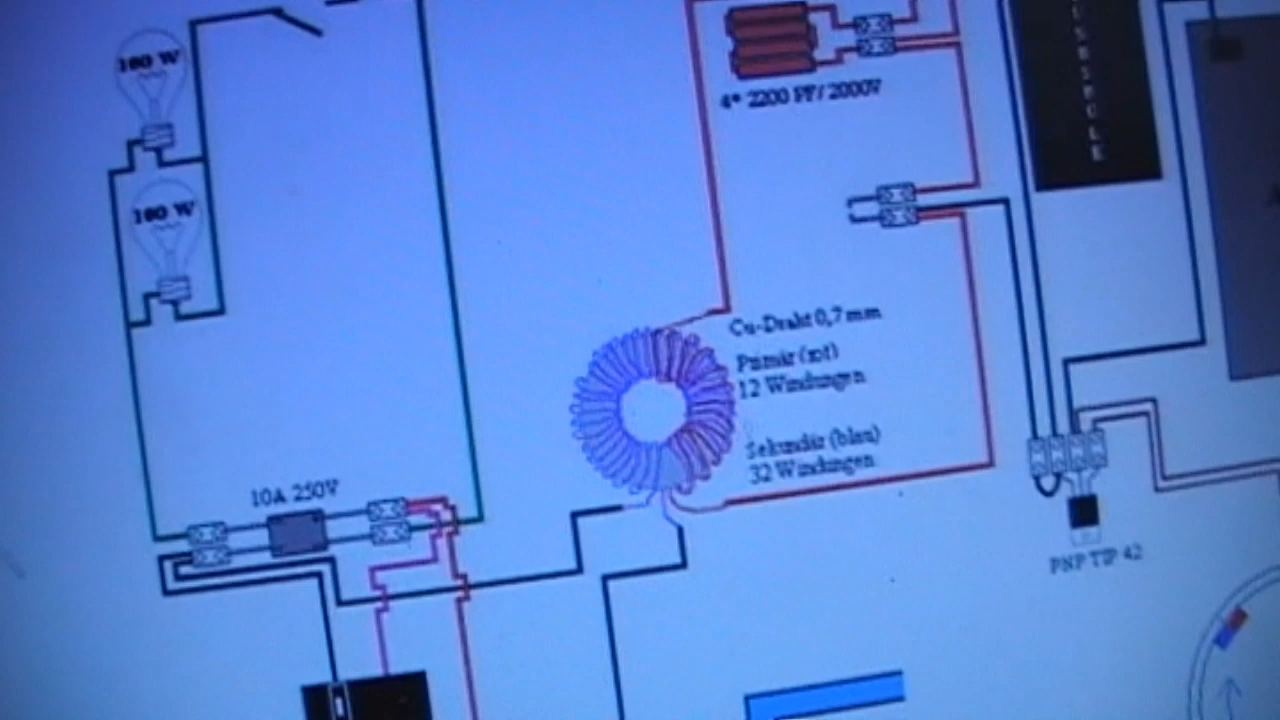 100 W
100 W
4* 2200 PF/ 2000V
Cu-Draht 0,7 mm
Primär (rot)
12 Windungen
Sekundär (blau)
32 Windungen
10A 250V
PNP TIP 42